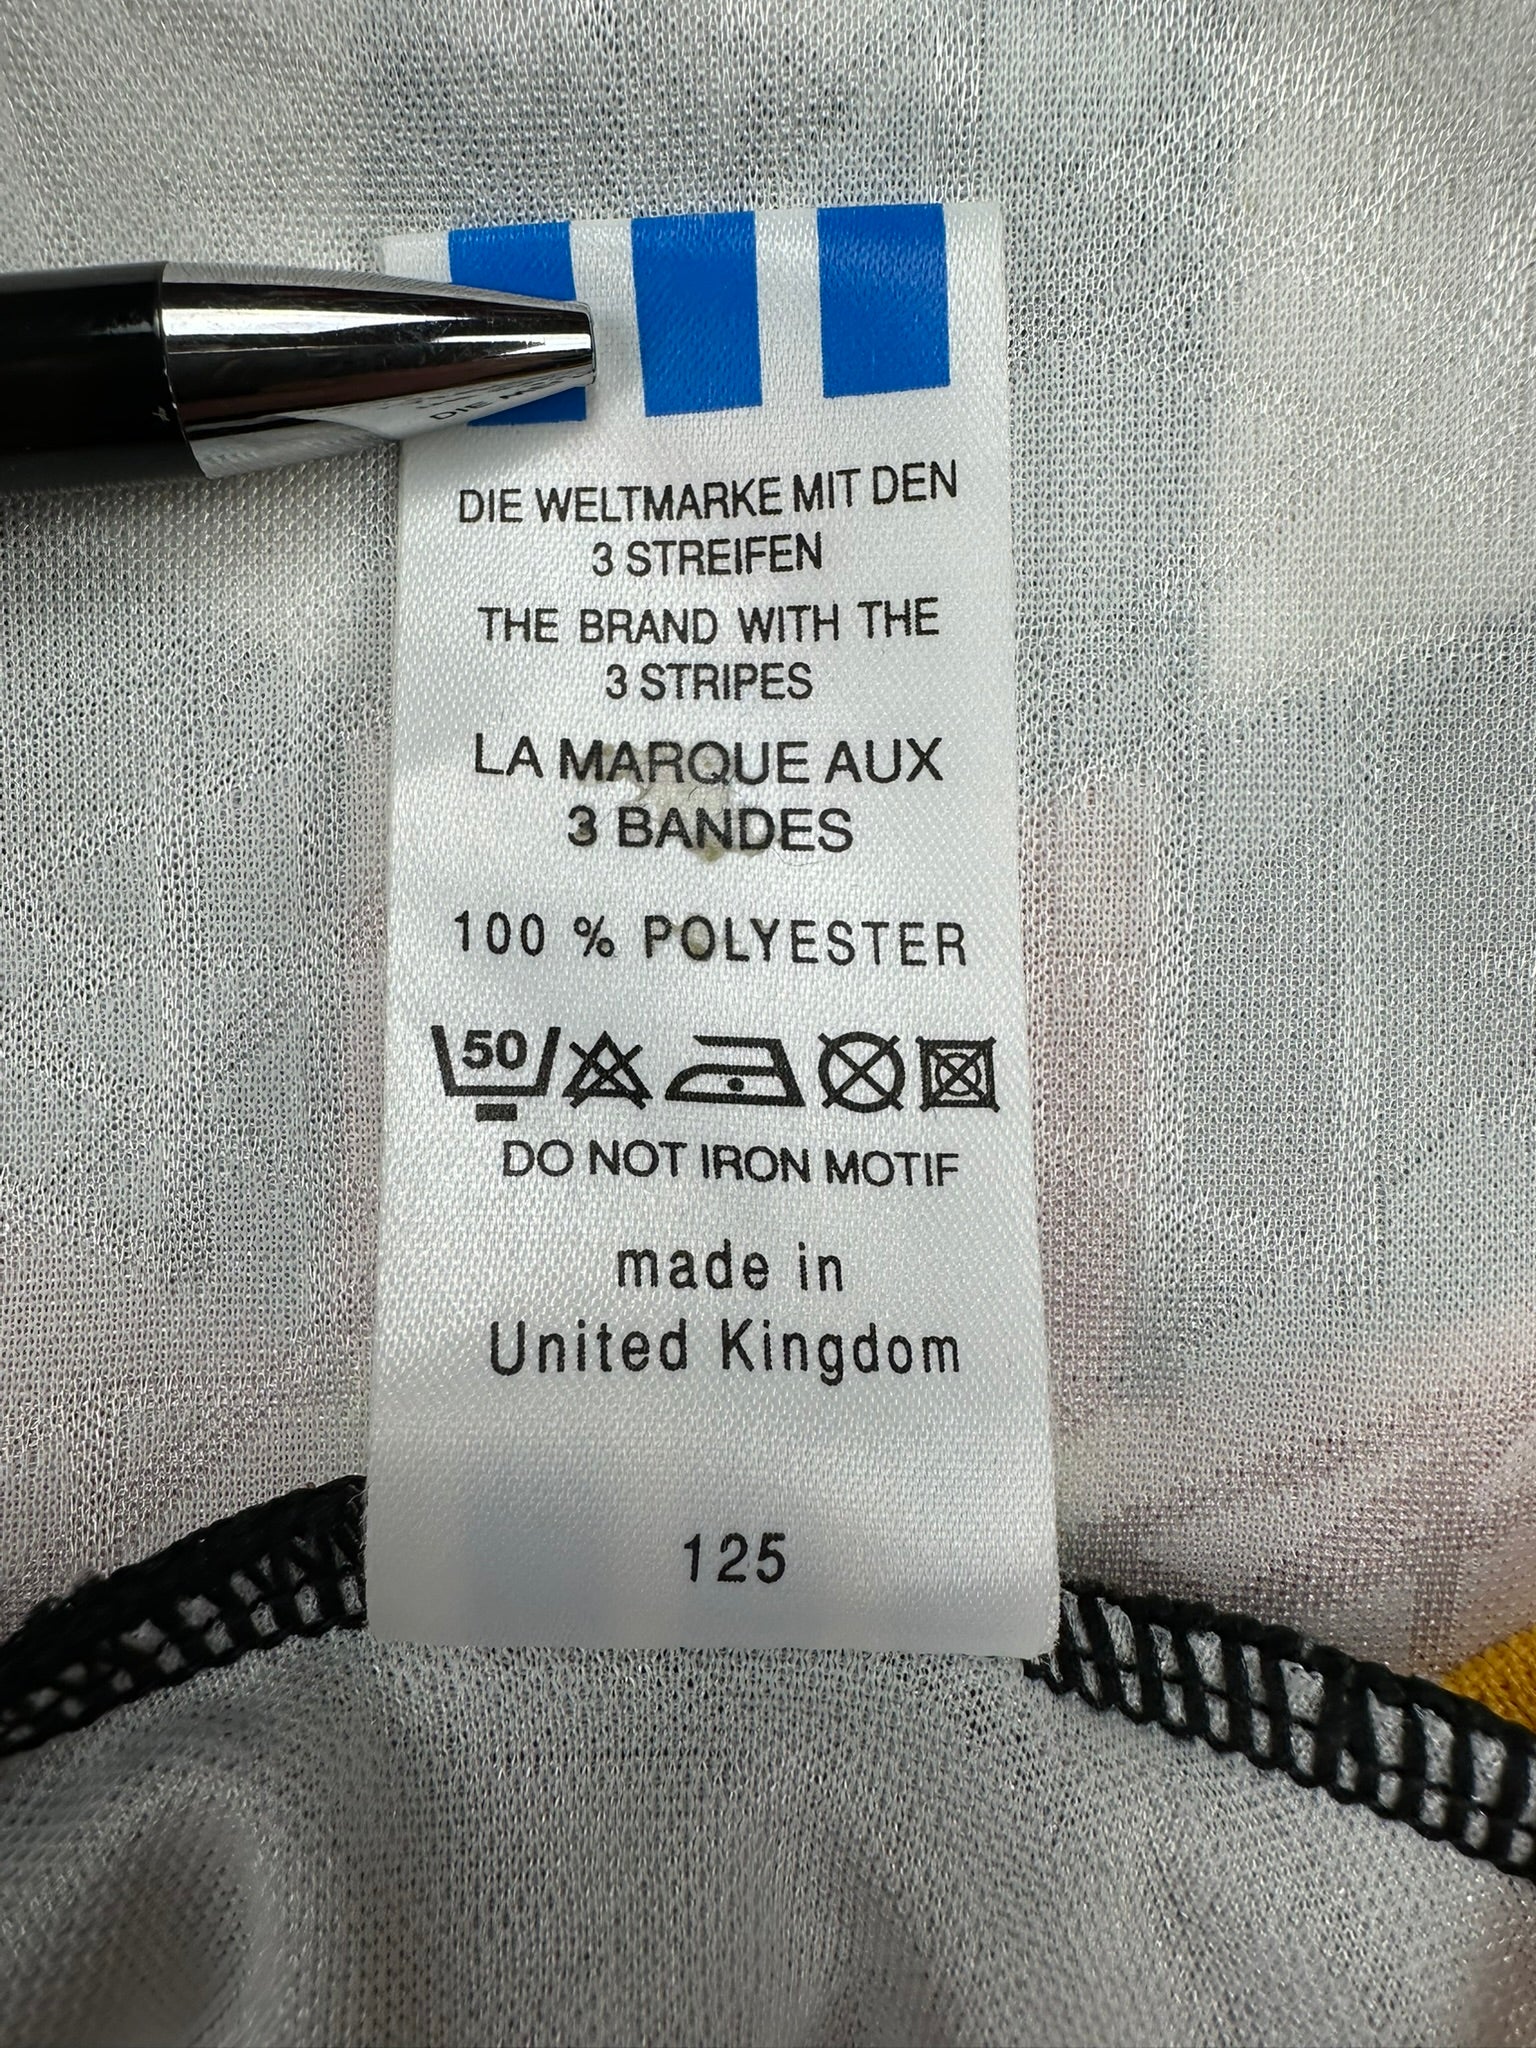 DIE WELTMARKE MIT DEN
3 STREIFEN
THE BRAND WITH THE
3 STRIPES
LA MARQUE AUX
3 BANDES
100 % POLYESTER
50
DO NOT IRON MOTIF
made in
United Kingdom
125